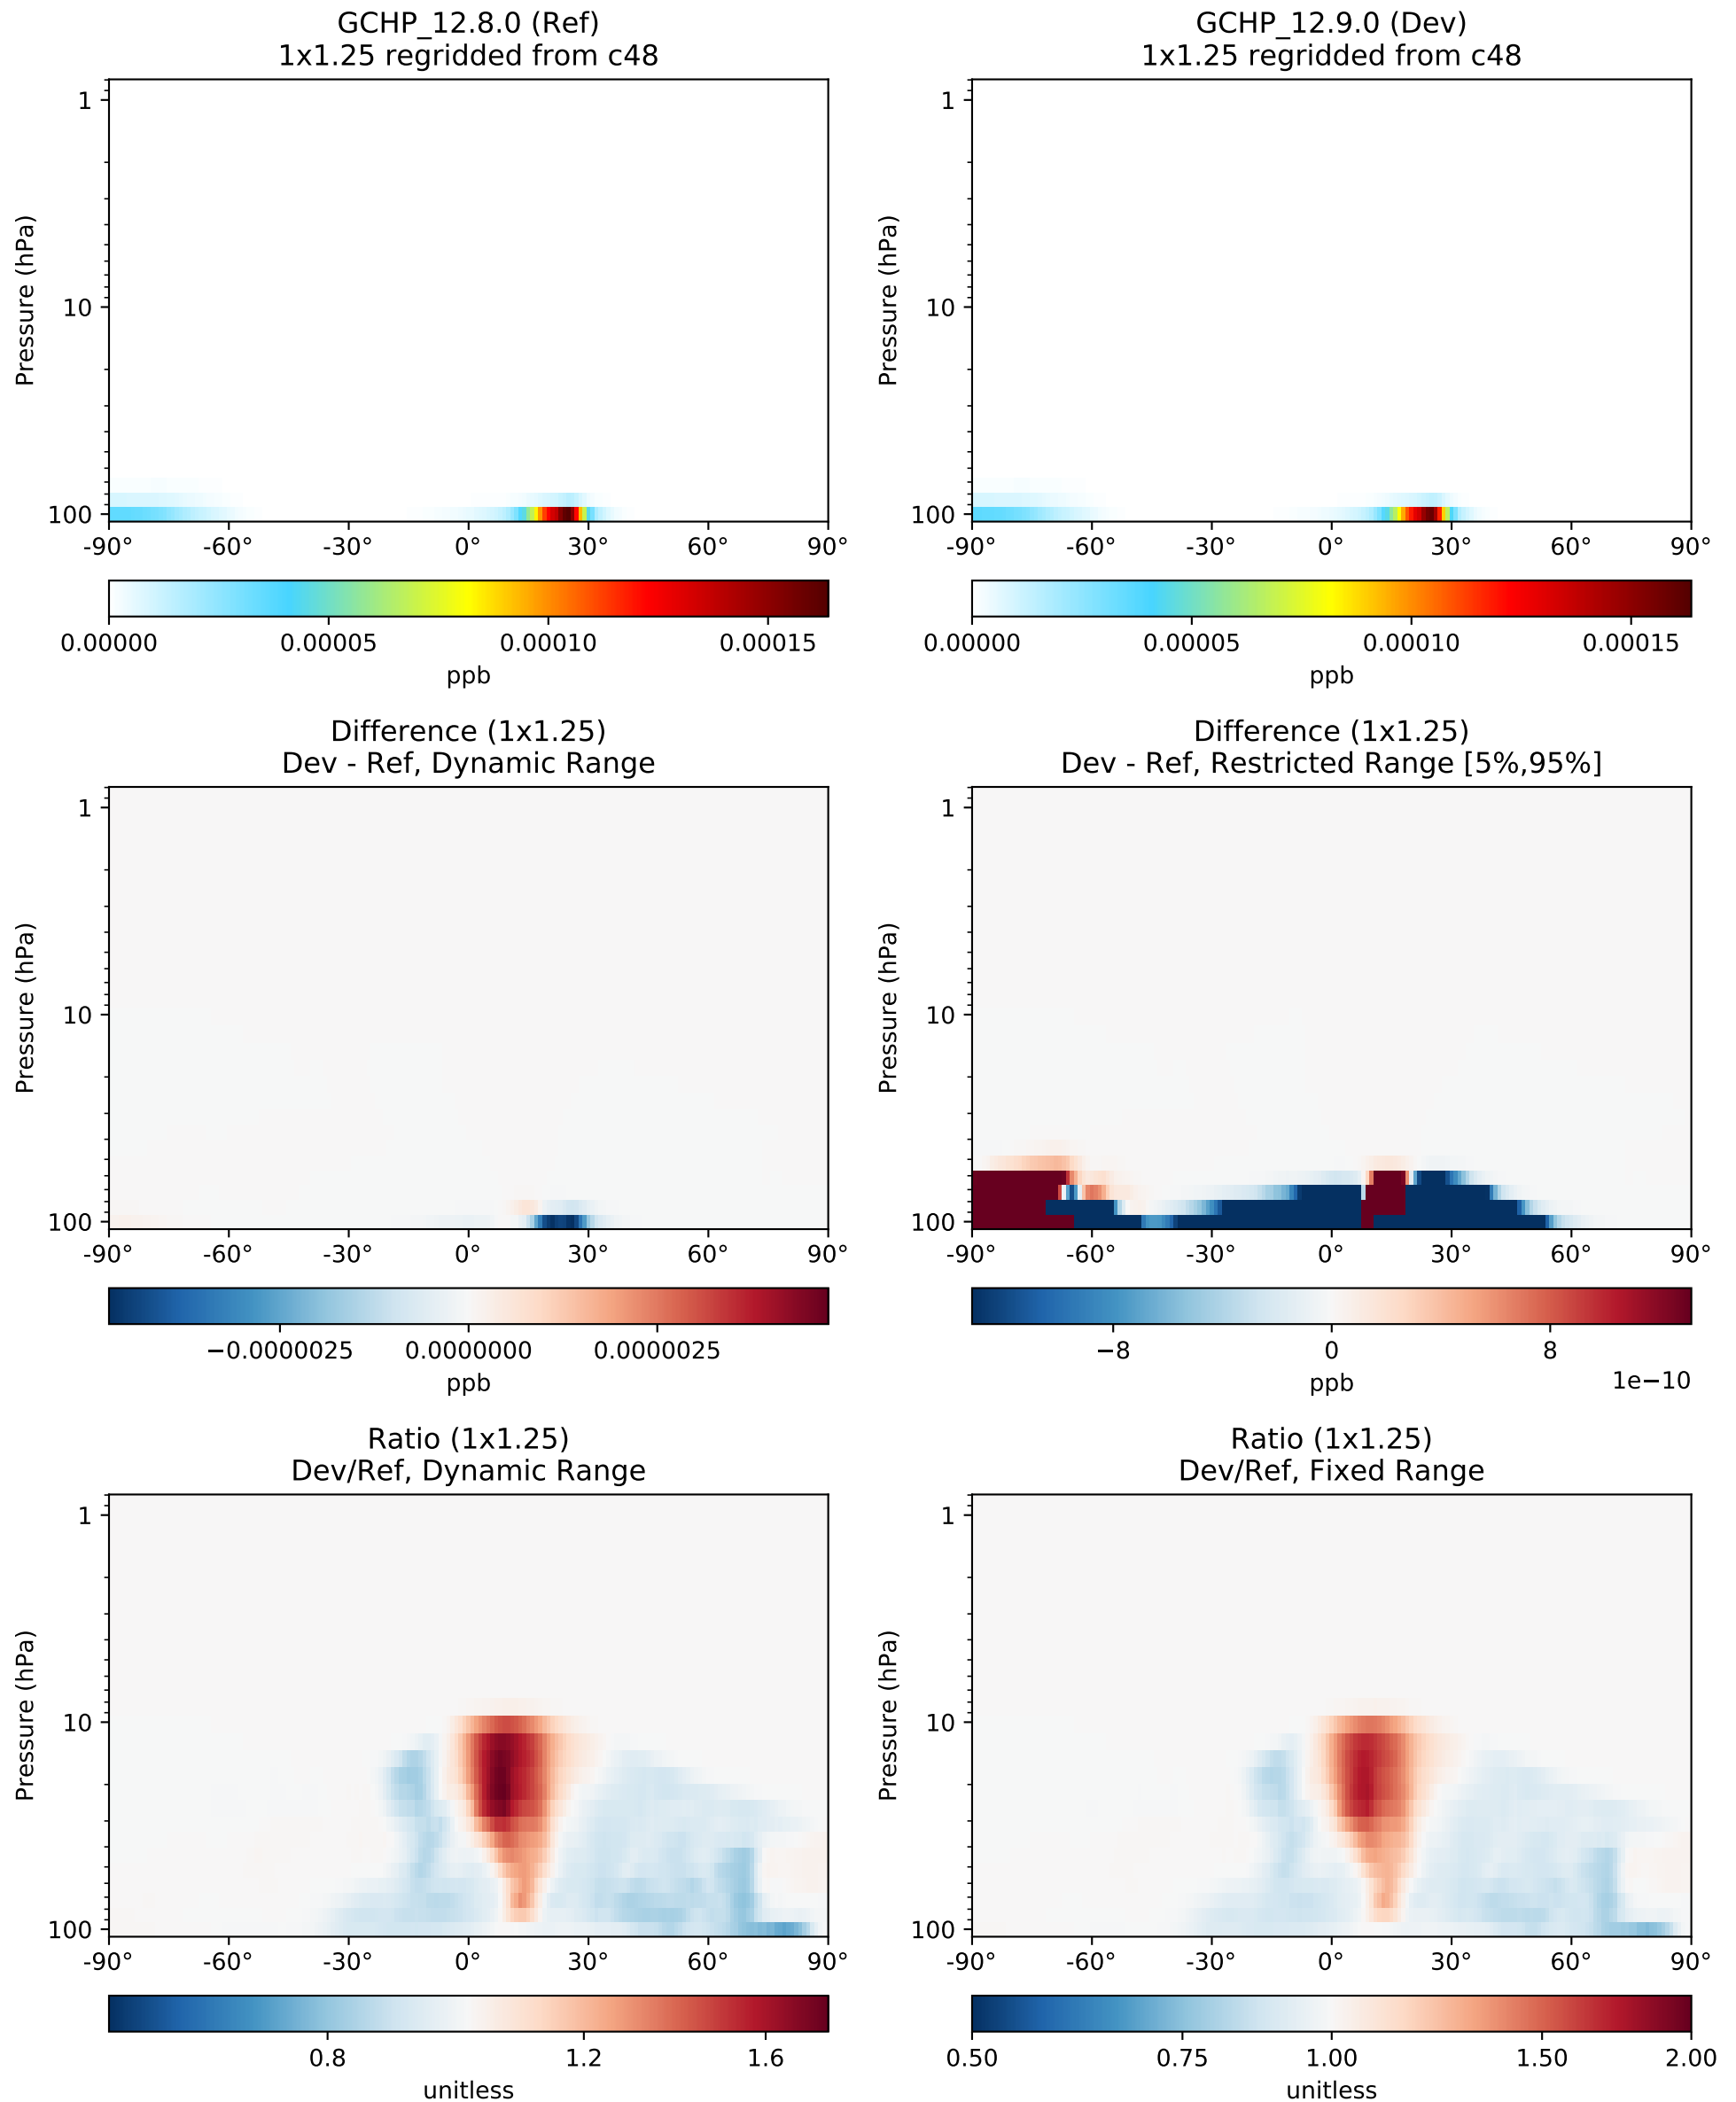 GCHP_12.8.0 (Ref)
1x1.25 regridded from c48
Pressure (hPa)
1
10
100
-90° -60° -30° 0° 30° 60° 90°
0.00000 0.00005 0.00010 0.00015
ppb
GCHP_12.9.0 (Dev)
1x1.25 regridded from c48
Pressure (hPa)
1
10
100
-90° -60° -30° 0° 30° 60° 90°
0.00000 0.00005 0.00010 0.00015
ppb
Difference (1x1.25)
Dev - Ref, Dynamic Range
Pressure (hPa)
1
10
100
-90° -60° -30° 0° 30° 60° 90°
−0.0000025 0.0000000 0.0000025
ppb
Difference (1x1.25)
Dev - Ref, Restricted Range [5%,95%]
Pressure (hPa)
1
10
100
-90° -60° -30° 0° 30° 60° 90°
−8 0 8
ppb
1e−10
Ratio (1x1.25)
Dev/Ref, Dynamic Range
Pressure (hPa)
1
10
100
-90° -60° -30° 0° 30° 60° 90°
0.8 1.2 1.6
unitless
Ratio (1x1.25)
Dev/Ref, Fixed Range
Pressure (hPa)
1
10
100
-90° -60° -30° 0° 30° 60° 90°
0.50 0.75 1.00 1.50 2.00
unitless